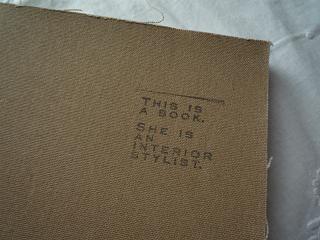 THIS IS
A BOOK.
SHE IS
AN
INTERIOR
STYLIST.